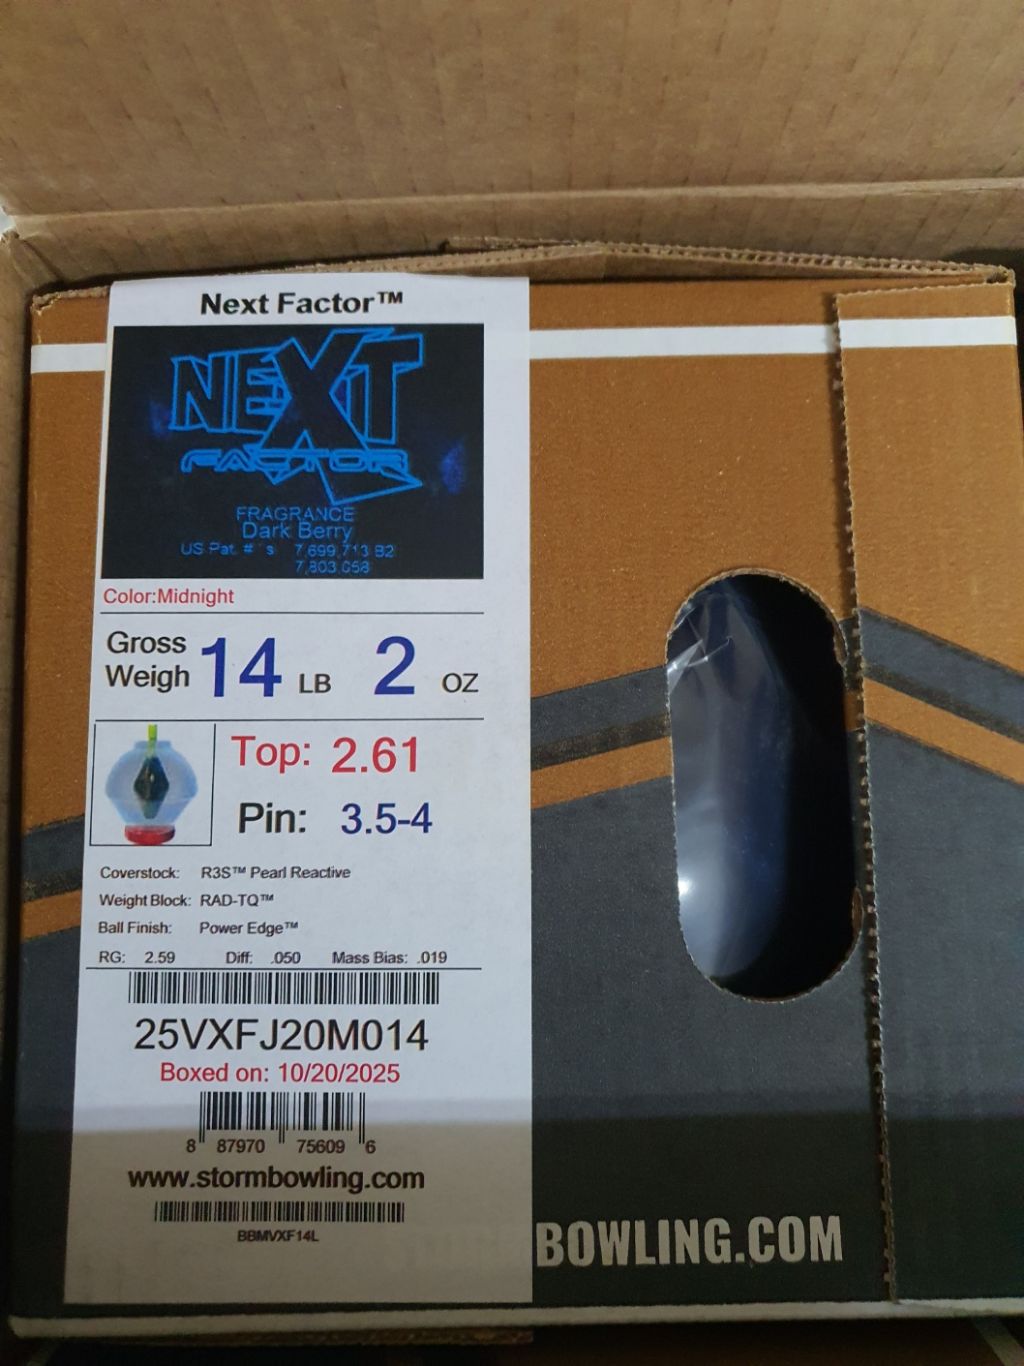 Next Factor™
NEXT
FACTOR
FRAGRANCE
Dark Berry
US Pat. #`s 7,699,713 B2
7,803,058
Color:Midnight
Gross
Weigh 14 LB 2 OZ
Top: 2.61
Pin: 3.5-4
Coverstock: R3S™ Pearl Reactive
Weight Block: RAD-TQ™
Ball Finish: Power Edge™
RG: 2.59 Diff: .050 Mass Bias: .019
25VXFJ20M014
Boxed on: 10/20/2025
8 87970 75609 6
www.stormbowling.com
BBMVXF14L
BOWLING.COM